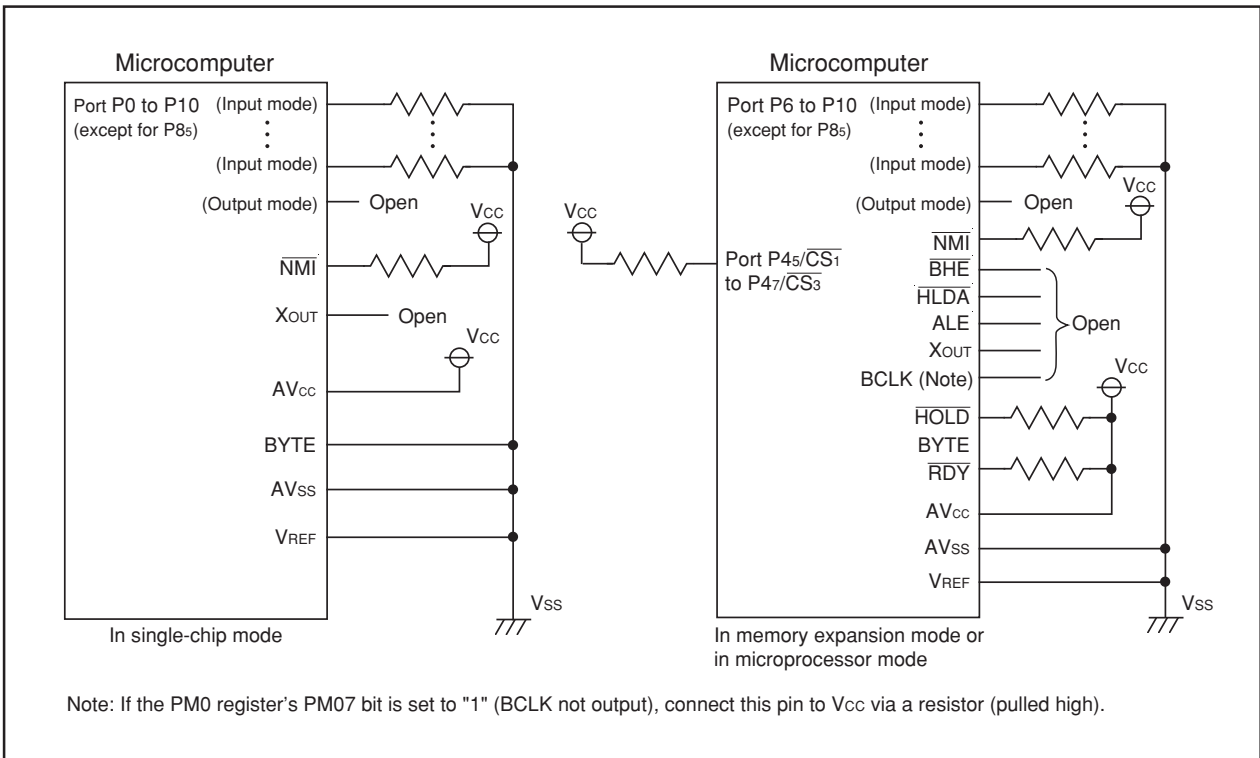 Microcomputer
Port P0 to P10 (Input mode)
(except for P85)
(Input mode)
(Output mode) Open
VCC
NMI
XOUT Open
VCC
AVCC
BYTE
AVSS
VREF
VSS
In single-chip mode
Microcomputer
Port P6 to P10 (Input mode)
(except for P85)
(Input mode)
VCC
(Output mode) Open
VCC
NMI
Port P45/CS1
to P47/CS3
BHE
HLDA
ALE
Open
XOUT
BCLK (Note)
VCC
HOLD
BYTE
RDY
AVCC
AVSS
VREF
VSS
In memory expansion mode or
in microprocessor mode
Note: If the PM0 register's PM07 bit is set to "1" (BCLK not output), connect this pin to VCC via a resistor (pulled high).